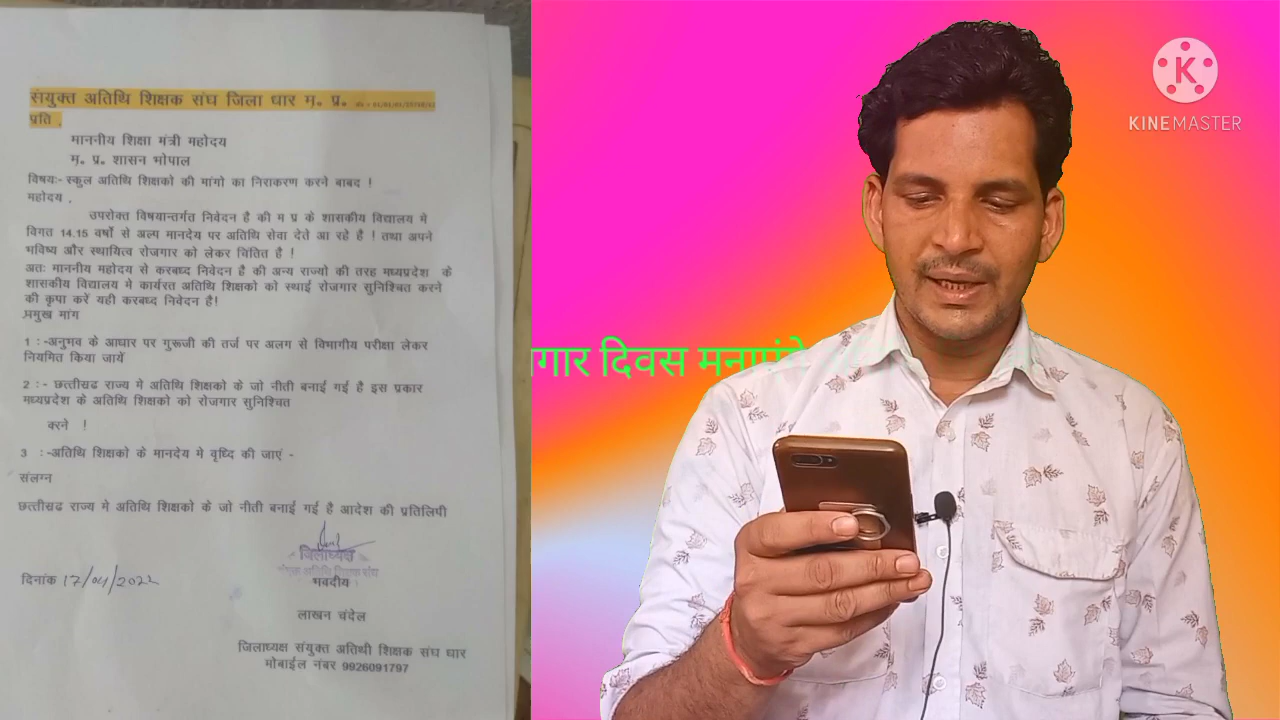 संयुक्त अतिथि शिक्षक संघ जिला धार म॰ प्र॰
प्रति ,
माननीय शिक्षा मंत्री महोदय
म॰ प्र॰ शासन भोपाल
विषयः- स्कुल अतिथि शिक्षको की मांगो का निराकरण करने बाबद !
महोदय ,
उपरोक्त विषयान्तर्गत निवेदन है की म प्र के शासकीय विद्यालय मे
विगत 14.15 वर्षो से अल्प मानदेय पर अतिथि सेवा देते आ रहे है ! तथा अपने
भविष्य और स्थायित्व रोजगार को लेकर चिंतित है !
अतः माननीय महोदय से करबध्द निवेदन है की अन्य राज्यो की तरह मध्यप्रदेश के
शासकीय विद्यालय मे कार्यरत अतिथि शिक्षको को स्थाई रोजगार सुनिश्चित करने
की कृपा करें यही करबध्द निवेदन है!
प्रमुख मांग
1 : -अनुभव के आधार पर गुरूजी की तर्ज पर अलग से विभागीय परीक्षा लेकर
नियमित किया जायें
2 : - छत्तीसगढ राज्य मे अतिथि शिक्षको के जो नीती बनाई गई है इस प्रकार
मध्यप्रदेश के अतिथि शिक्षको को रोजगार सुनिश्चित
करने !
3 : -अतिथि शिक्षको के मानदेय मे वृध्दि की जाएं -
संलग्न
छत्तीसगढ राज्य मे अतिथि शिक्षको के जो नीती बनाई गई है आदेश की प्रतिलिपी
जिलाध्यक्ष
दिनांक 17/04/2022
भवदीय
लाखन चंदेल
जिलाध्यक्ष संयुक्त अतिथी शिक्षक संघ धार
मोबाईल नंबर 9926091797
गार दिवस मनाएंगे
KINEMASTER